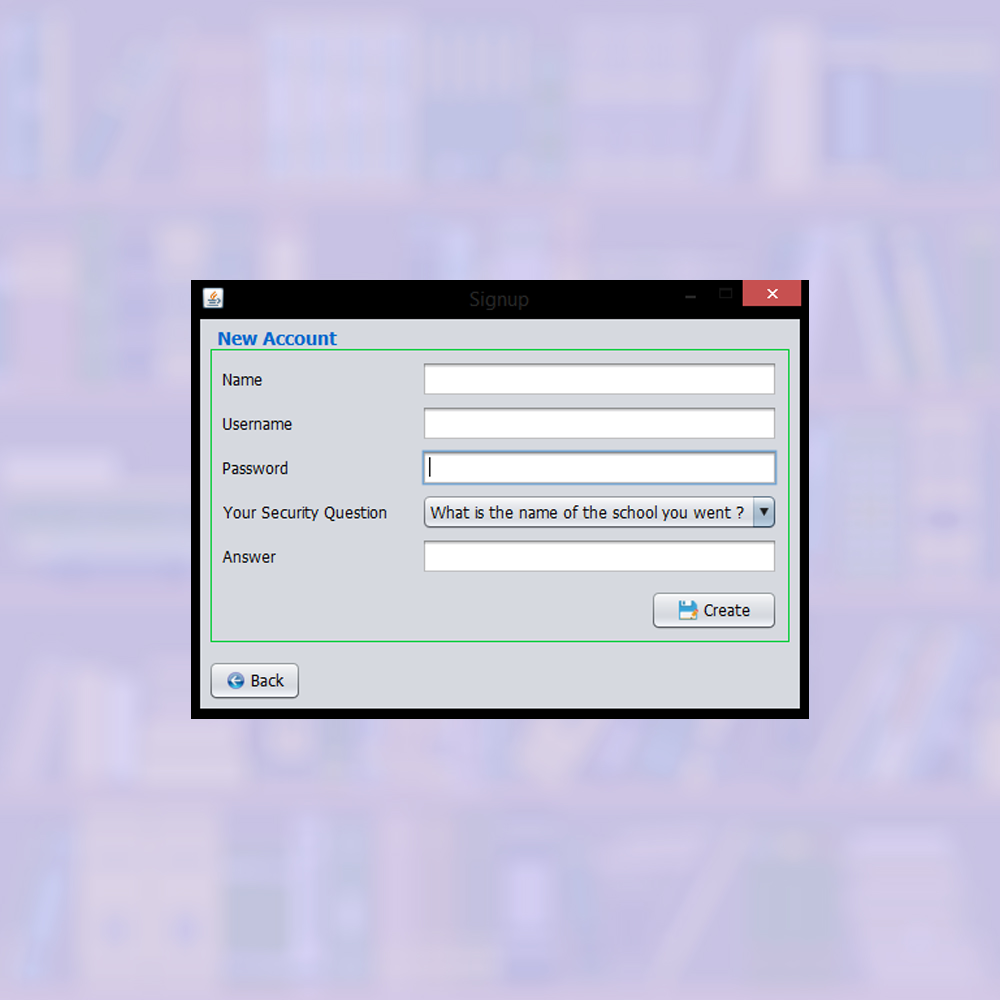 Signup
New Account
Name
Username
Password
Your Security Question What is the name of the school you went ?
Answer
Create
Back